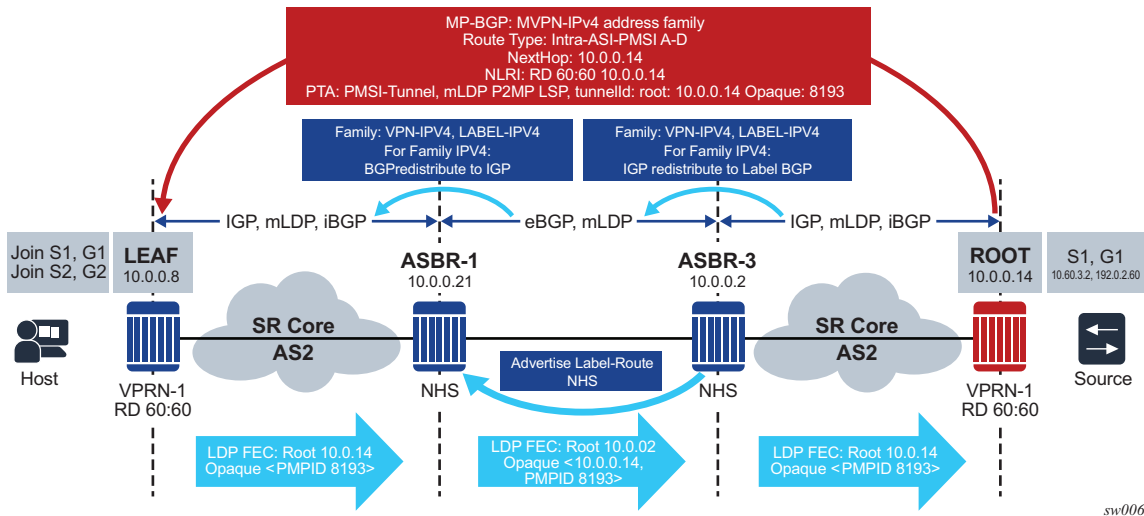 MP-BGP: MVPN-IPv4 address family
Route Type: Intra-ASI-PMSI A-D
NextHop: 10.0.0.14
NLRI: RD 60:60 10.0.0.14
PTA: PMSI-Tunnel, mLDP P2MP LSP, tunnelId: root: 10.0.0.14 Opaque: 8193
Family: VPN-IPV4, LABEL-IPV4
For Family IPV4:
BGPredistribute to IGP
Family: VPN-IPV4, LABEL-IPV4
For Family IPV4:
IGP redistribute to Label BGP
IGP, mLDP, iBGP
eBGP, mLDP
IGP, mLDP, iBGP
Join S1, G1
Join S2, G2
LEAF
10.0.0.8
ASBR-1
10.0.0.21
ASBR-3
10.0.0.2
ROOT
10.0.0.14
S1, G1
10.60.3.2, 192.0.2.60
Host
SR Core
AS2
SR Core
AS2
Source
VPRN-1
RD 60:60
NHS
Advertise Label-Route
NHS
NHS
VPRN-1
RD 60:60
LDP FEC: Root 10.0.14
Opaque <PMPID 8193>
LDP FEC: Root 10.0.02
Opaque <10.0.0.14,
PMPID 8193>
LDP FEC: Root 10.0.14
Opaque <PMPID 8193>
sw006